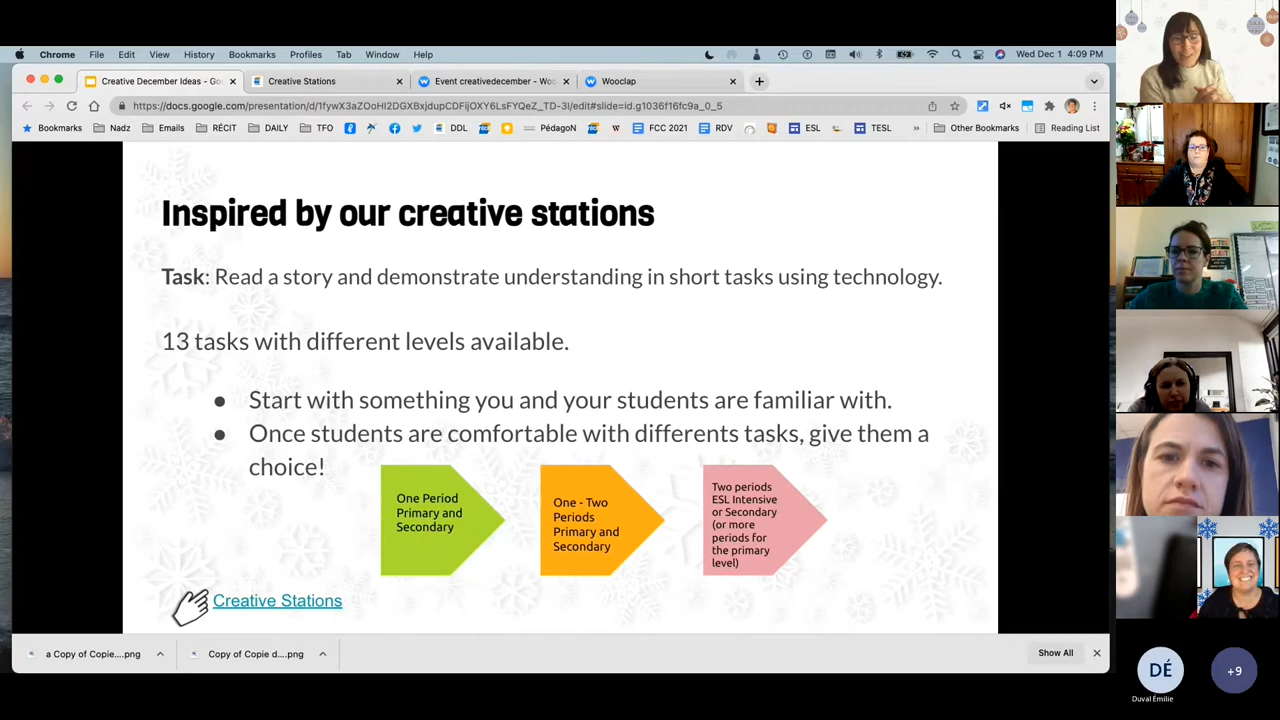 Chrome File Edit View History Bookmarks Profiles Tab Window Help
Wed Dec 1 4:09 PM
Creative December Ideas - Go
Creative Stations
Event creativedecember - Woo
Wooclap
https://docs.google.com/presentation/d/1fywX3aZOoHI2DGXBxjdupCDFijOXY6LsFYQeZ_TD-3I/edit#slide=id.g1036f16fc9a_0_5
Bookmarks Nadz Emails RÉCIT DAILY TFO DDL PédagoN FCC 2021 RDV ESL TESL » Other Bookmarks Reading List
Inspired by our creative stations
Task: Read a story and demonstrate understanding in short tasks using technology.
13 tasks with different levels available.
● Start with something you and your students are familiar with.
● Once students are comfortable with differents tasks, give them a
choice!
One Period
Primary and
Secondary
One - Two
Periods
Primary and
Secondary
Two periods
ESL Intensive
or Secondary
(or more
periods for
the primary
level)
Creative Stations
a Copy of Copie....png
Copy of Copie d....png
Show All
DÉ
Duval Émilie
+9